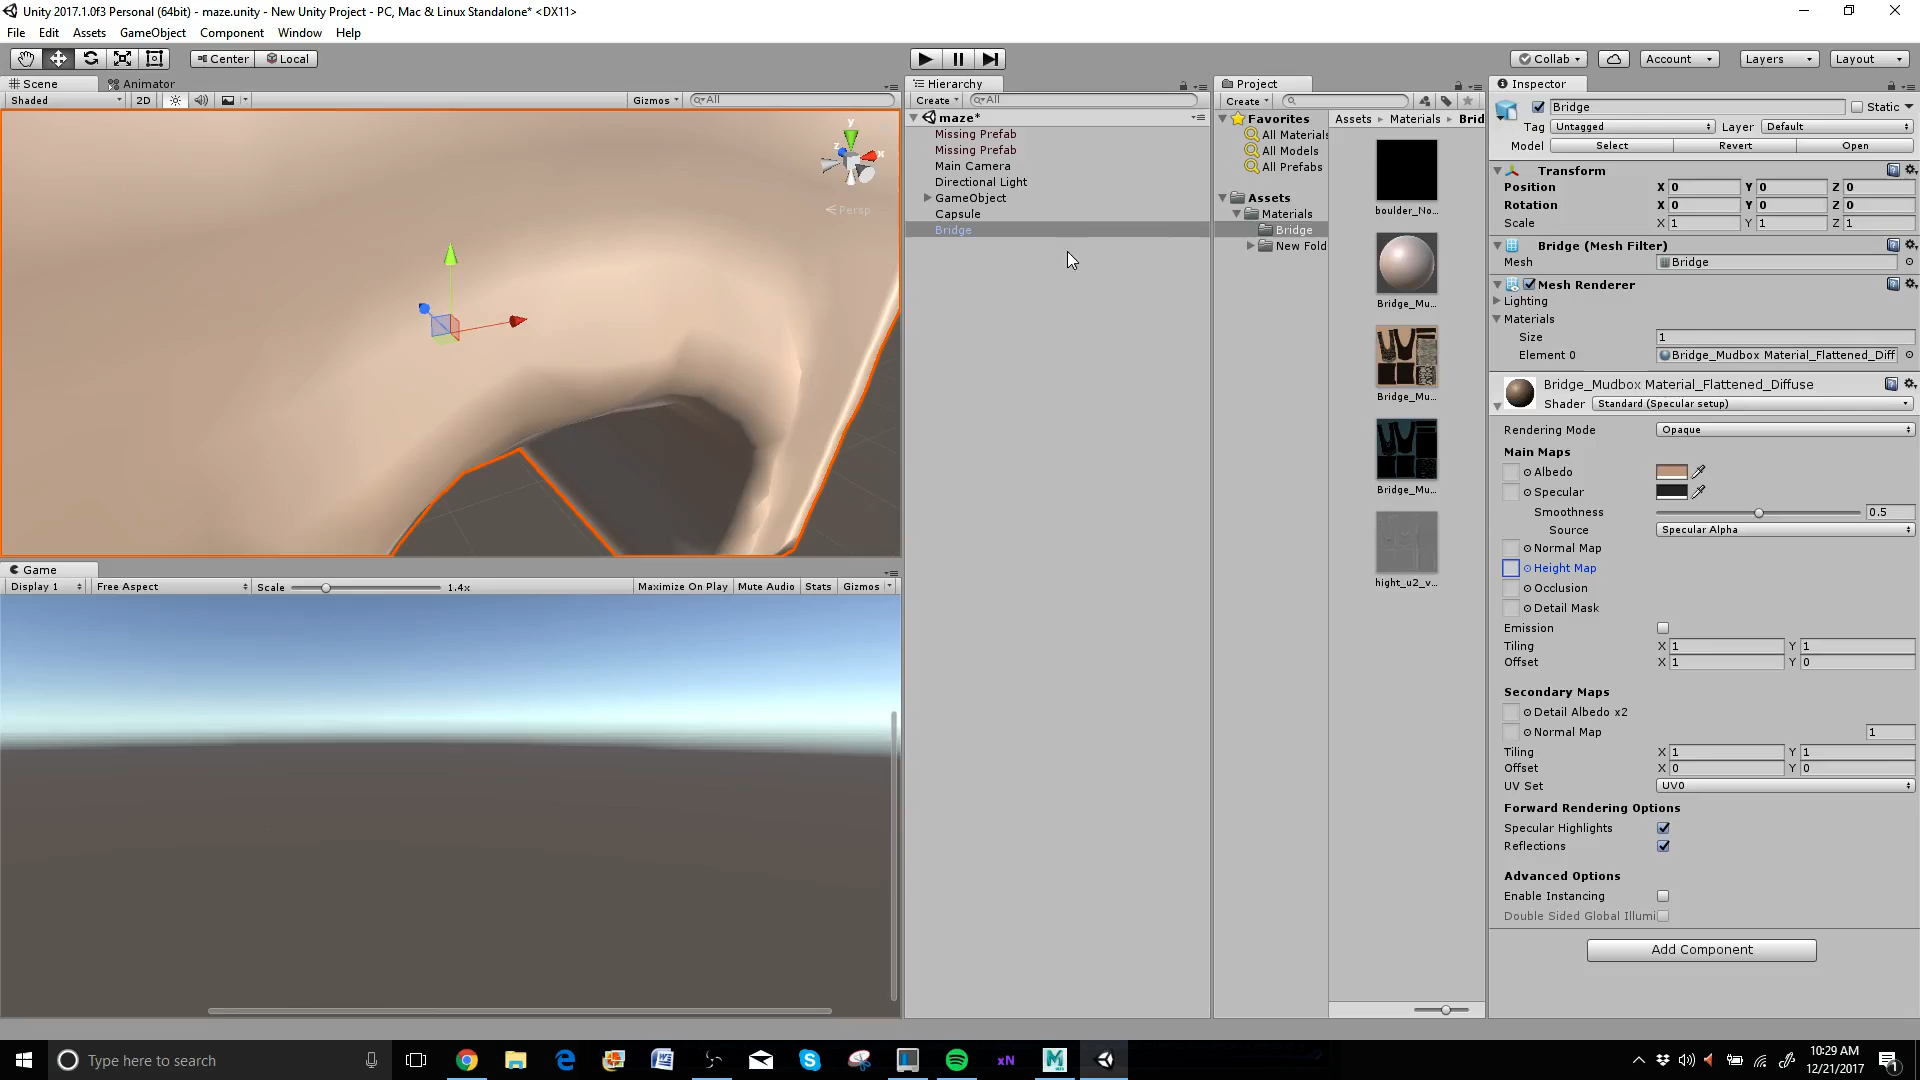 Unity 2017.1.0f3 Personal (64bit) - maze.unity - New Unity Project - PC, Mac & Linux Standalone* <DX11>
File Edit Assets GameObject Component Window Help
Center Local
Collab Account Layers Layout
Scene Animator
Shaded 2D Gizmos All
y
z
x
Persp
Game
Display 1 Free Aspect Scale 1.4x Maximize On Play Mute Audio Stats Gizmos
Hierarchy
Create All
maze*
Missing Prefab
Missing Prefab
Main Camera
Directional Light
GameObject
Capsule
Bridge
Project
Create
Favorites
All Materials
All Models
All Prefabs
Assets
Materials
Bridge
New Fold
Assets Materials Brid
boulder_No...
Bridge_Mu...
Bridge_Mu...
Bridge_Mu...
hight_u2_v...
Inspector
Bridge Static
Tag Untagged Layer Default
Model Select Revert Open
Transform
Position X 0 Y 0 Z 0
Rotation X 0 Y 0 Z 0
Scale X 1 Y 1 Z 1
Bridge (Mesh Filter)
Mesh Bridge
Mesh Renderer
Lighting
Materials
Size 1
Element 0 Bridge_Mudbox Material_Flattened_Diff
Bridge_Mudbox Material_Flattened_Diffuse
Shader Standard (Specular setup)
Rendering Mode Opaque
Main Maps
Albedo
Specular
Smoothness 0.5
Source Specular Alpha
Normal Map
Height Map
Occlusion
Detail Mask
Emission
Tiling X 1 Y 1
Offset X 1 Y 0
Secondary Maps
Detail Albedo x2
Normal Map 1
Tiling X 1 Y 1
Offset X 0 Y 0
UV Set UV0
Forward Rendering Options
Specular Highlights
Reflections
Advanced Options
Enable Instancing
Double Sided Global Illumi
Add Component
Type here to search
xN
10:29 AM
12/21/2017
1